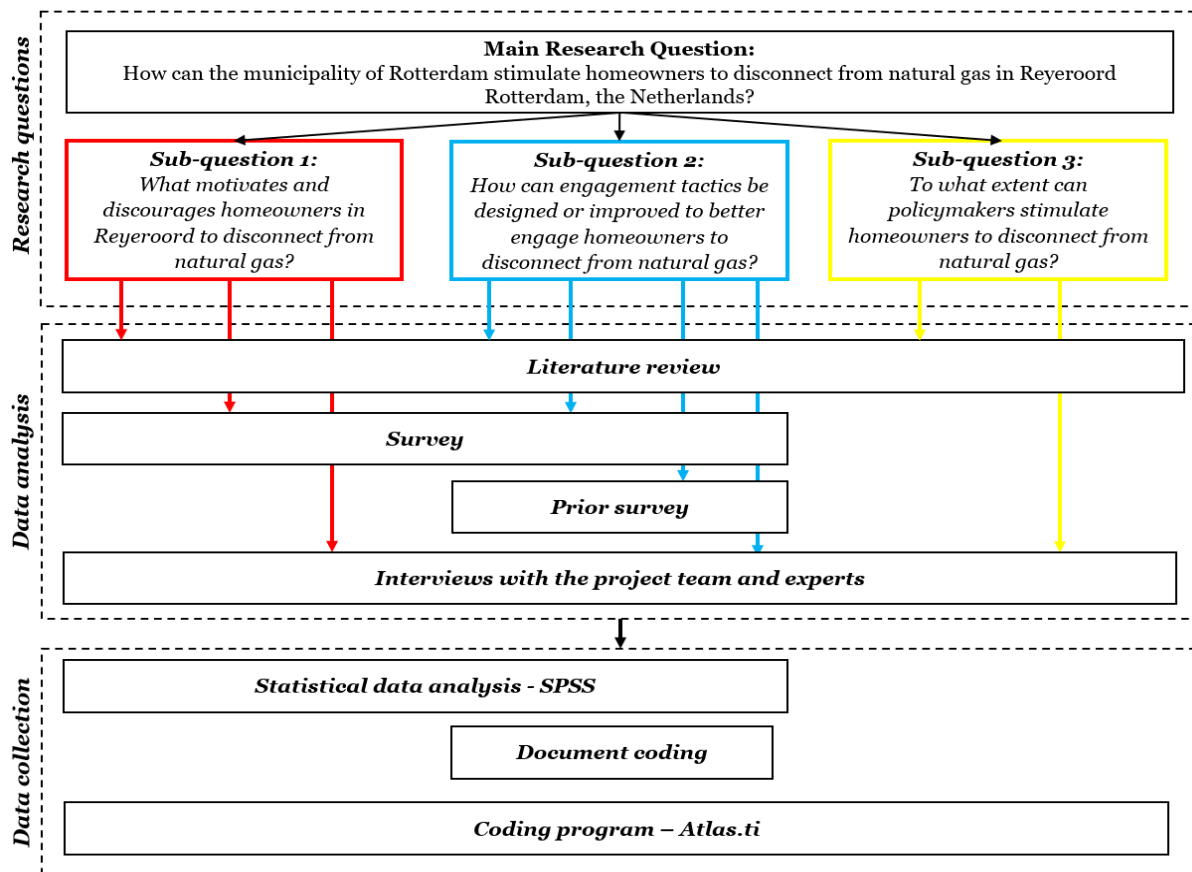 Research questions
Main Research Question:
How can the municipality of Rotterdam stimulate homeowners to disconnect from natural gas in Reyeroord
Rotterdam, the Netherlands?
Sub-question 1:
What motivates and
discourages homeowners in
Reyeroord to disconnect from
natural gas?
Sub-question 2:
How can engagement tactics be
designed or improved to better
engage homeowners to
disconnect from natural gas?
Sub-question 3:
To what extent can
policymakers stimulate
homeowners to disconnect from
natural gas?
Data analysis
Literature review
Survey
Prior survey
Interviews with the project team and experts
Data collection
Statistical data analysis - SPSS
Document coding
Coding program – Atlas.ti